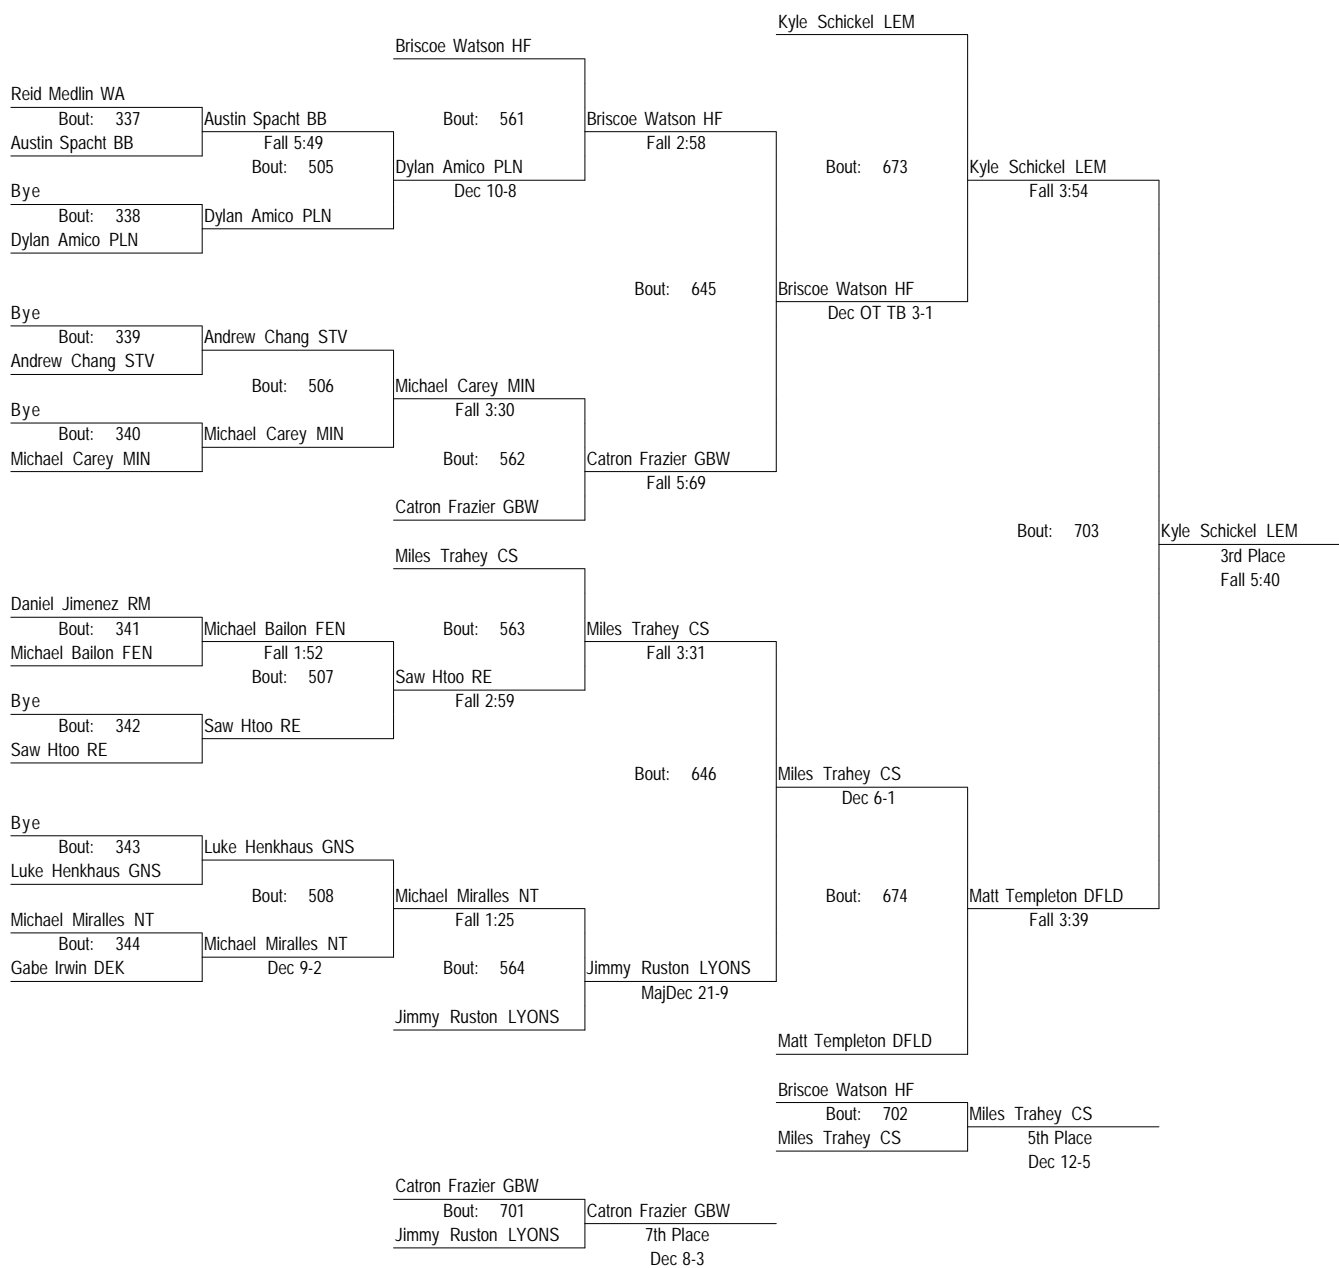 Kyle Schickel LEM
Briscoe Watson HF
Reid Medlin WA
Bout: 337
Austin Spacht BB
Bout: 561
Briscoe Watson HF
Austin Spacht BB
Fall 5:49
Fall 2:58
Bout: 505
Dylan Amico PLN
Bout: 673
Kyle Schickel LEM
Bye
Dec 10-8
Fall 3:54
Bout: 338
Dylan Amico PLN
Dylan Amico PLN
Bout: 645
Briscoe Watson HF
Bye
Dec OT TB 3-1
Bout: 339
Andrew Chang STV
Andrew Chang STV
Bout: 506
Michael Carey MIN
Bye
Fall 3:30
Bout: 340
Michael Carey MIN
Michael Carey MIN
Bout: 562
Catron Frazier GBW
Fall 5:69
Catron Frazier GBW
Bout: 703
Kyle Schickel LEM
Miles Trahey CS
3rd Place
Fall 5:40
Daniel Jimenez RM
Bout: 341
Michael Bailon FEN
Bout: 563
Miles Trahey CS
Michael Bailon FEN
Fall 1:52
Fall 3:31
Bout: 507
Saw Htoo RE
Bye
Fall 2:59
Bout: 342
Saw Htoo RE
Saw Htoo RE
Bout: 646
Miles Trahey CS
Dec 6-1
Bye
Bout: 343
Luke Henkhaus GNS
Luke Henkhaus GNS
Bout: 508
Michael Miralles NT
Bout: 674
Matt Templeton DFLD
Michael Miralles NT
Fall 1:25
Fall 3:39
Bout: 344
Michael Miralles NT
Gabe Irwin DEK
Dec 9-2
Bout: 564
Jimmy Ruston LYONS
MajDec 21-9
Jimmy Ruston LYONS
Matt Templeton DFLD
Briscoe Watson HF
Bout: 702
Miles Trahey CS
Miles Trahey CS
5th Place
Dec 12-5
Catron Frazier GBW
Bout: 701
Catron Frazier GBW
Jimmy Ruston LYONS
7th Place
Dec 8-3